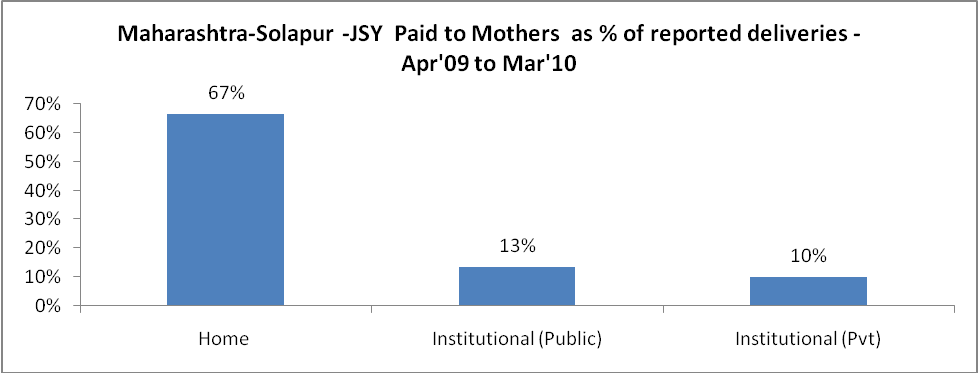 Maharashtra-Solapur -JSY Paid to Mothers as % of reported deliveries -
Apr'09 to Mar'10
70%
60%
50%
40%
30%
20%
10%
0%
67%
13%
10%
Home
Institutional (Public)
Institutional (Pvt)